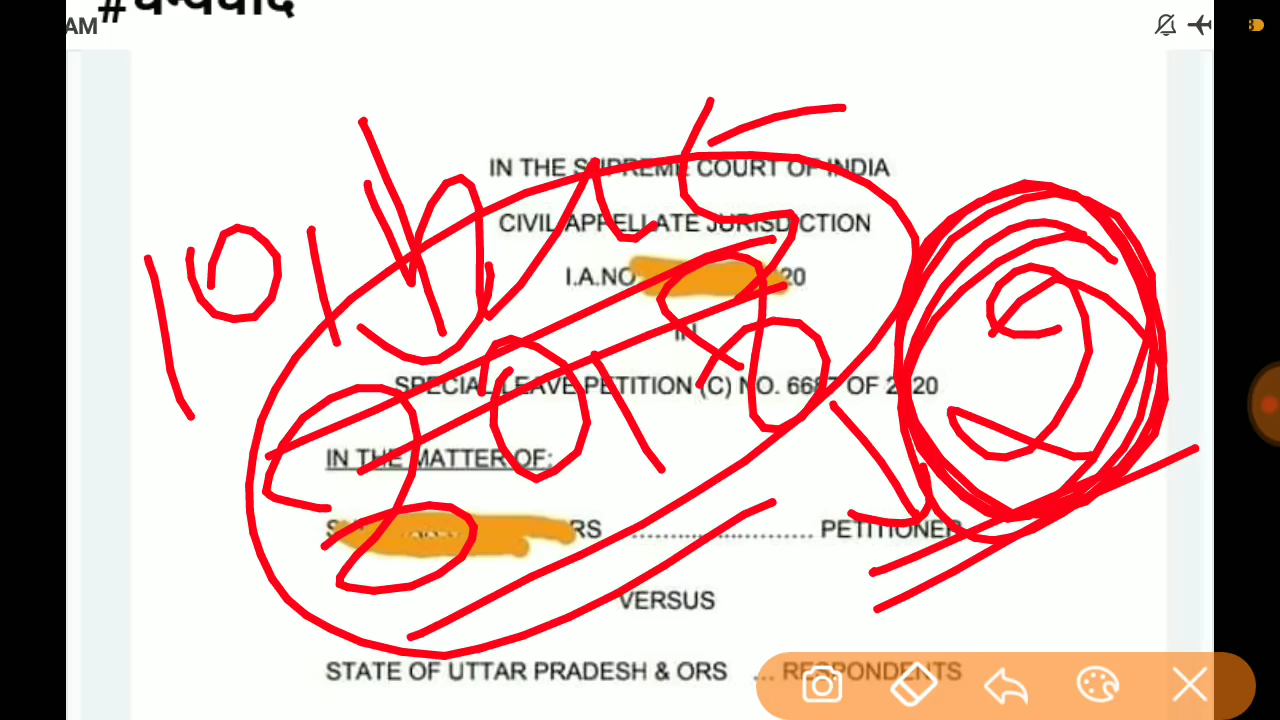 #धन्यवाद
AM
IN THE SUPREME COURT OF INDIA
CIVIL APPELLATE JURISDICTION
I.A.NO 20
IN
SPECIAL LEAVE PETITION (C) NO. 6687 OF 2020
IN THE MATTER OF:
RS ........................ PETITIONER
VERSUS
STATE OF UTTAR PRADESH & ORS ... RESPONDENTS